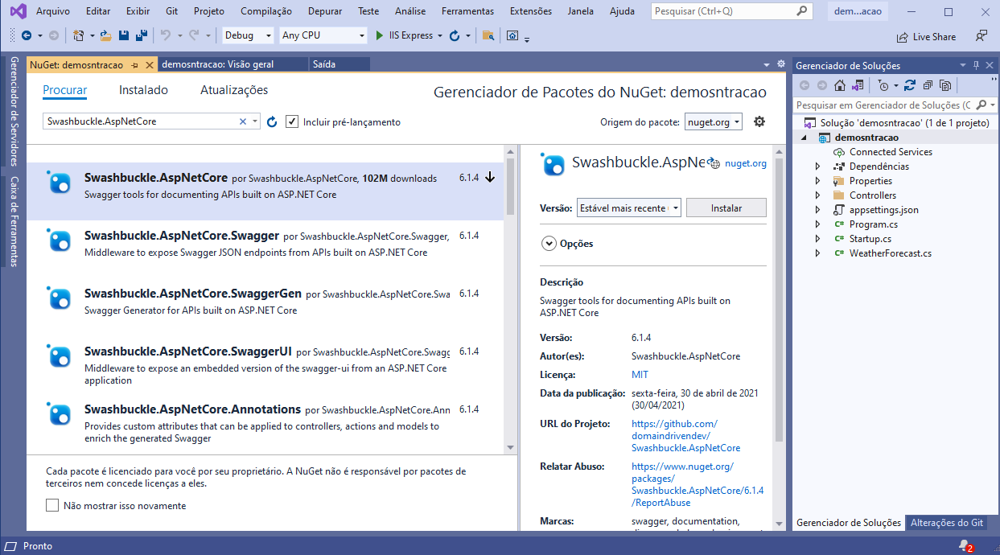 Arquivo Editar Exibir Git Projeto Compilação Depurar Teste Análise Ferramentas Extensões Janela Ajuda Pesquisar (Ctrl+Q) dem...acao
Debug Any CPU IIS Express Live Share
Gerenciador de Servidores
Caixa de Ferramentas
NuGet: demosntracao demosntracao: Visão geral Saída
Procurar Instalado Atualizações
Gerenciador de Pacotes do NuGet: demosntracao
Swashbuckle.AspNetCore
Incluir pré-lançamento
Origem do pacote: nuget.org
Swashbuckle.AspNetCore por Swashbuckle.AspNetCore, 102M downloads 6.1.4
Swagger tools for documenting APIs built on ASP.NET Core
Swashbuckle.AspNetCore.Swagger por Swashbuckle.AspNetCore.Swagger, 6.1.4
Middleware to expose Swagger JSON endpoints from APIs built on ASP.NET Core
Swashbuckle.AspNetCore.SwaggerGen por Swashbuckle.AspNetCore.Swa 6.1.4
Swagger Generator for APIs built on ASP.NET Core
Swashbuckle.AspNetCore.SwaggerUI por Swashbuckle.AspNetCore.Swagg 6.1.4
Middleware to expose an embedded version of the swagger-ui from an ASP.NET Core
application
Swashbuckle.AspNetCore.Annotations por Swashbuckle.AspNetCore.Ann 6.1.4
Provides custom attributes that can be applied to controllers, actions and models to
enrich the generated Swagger
Cada pacote é licenciado para você por seu proprietário. A NuGet não é responsável por pacotes de
terceiros nem concede licenças a eles.
Não mostrar isso novamente
Swashbuckle.AspNe nuget.org
Versão: Estável mais recente Instalar
Opções
Descrição
Swagger tools for documenting APIs built on
ASP.NET Core
Versão: 6.1.4
Autor(es): Swashbuckle.AspNetCore
Licença: MIT
Data da publicação: sexta-feira, 30 de abril de 2021
(30/04/2021)
URL do Projeto: https://github.com/
domaindrivendev/
Swashbuckle.AspNetCore
Relatar Abuso: https://www.nuget.org/
packages/
Swashbuckle.AspNetCore/6.1.4
/ReportAbuse
Marcas: swagger, documentation,
Gerenciador de Soluções
Pesquisar em Gerenciador de Soluções (C
Solução 'demosntracao' (1 de 1 projeto)
demosntracao
Connected Services
Dependências
Properties
Controllers
appsettings.json
C# Program.cs
C# Startup.cs
C# WeatherForecast.cs
Gerenciador de Soluções Alterações do Git
Pronto 2